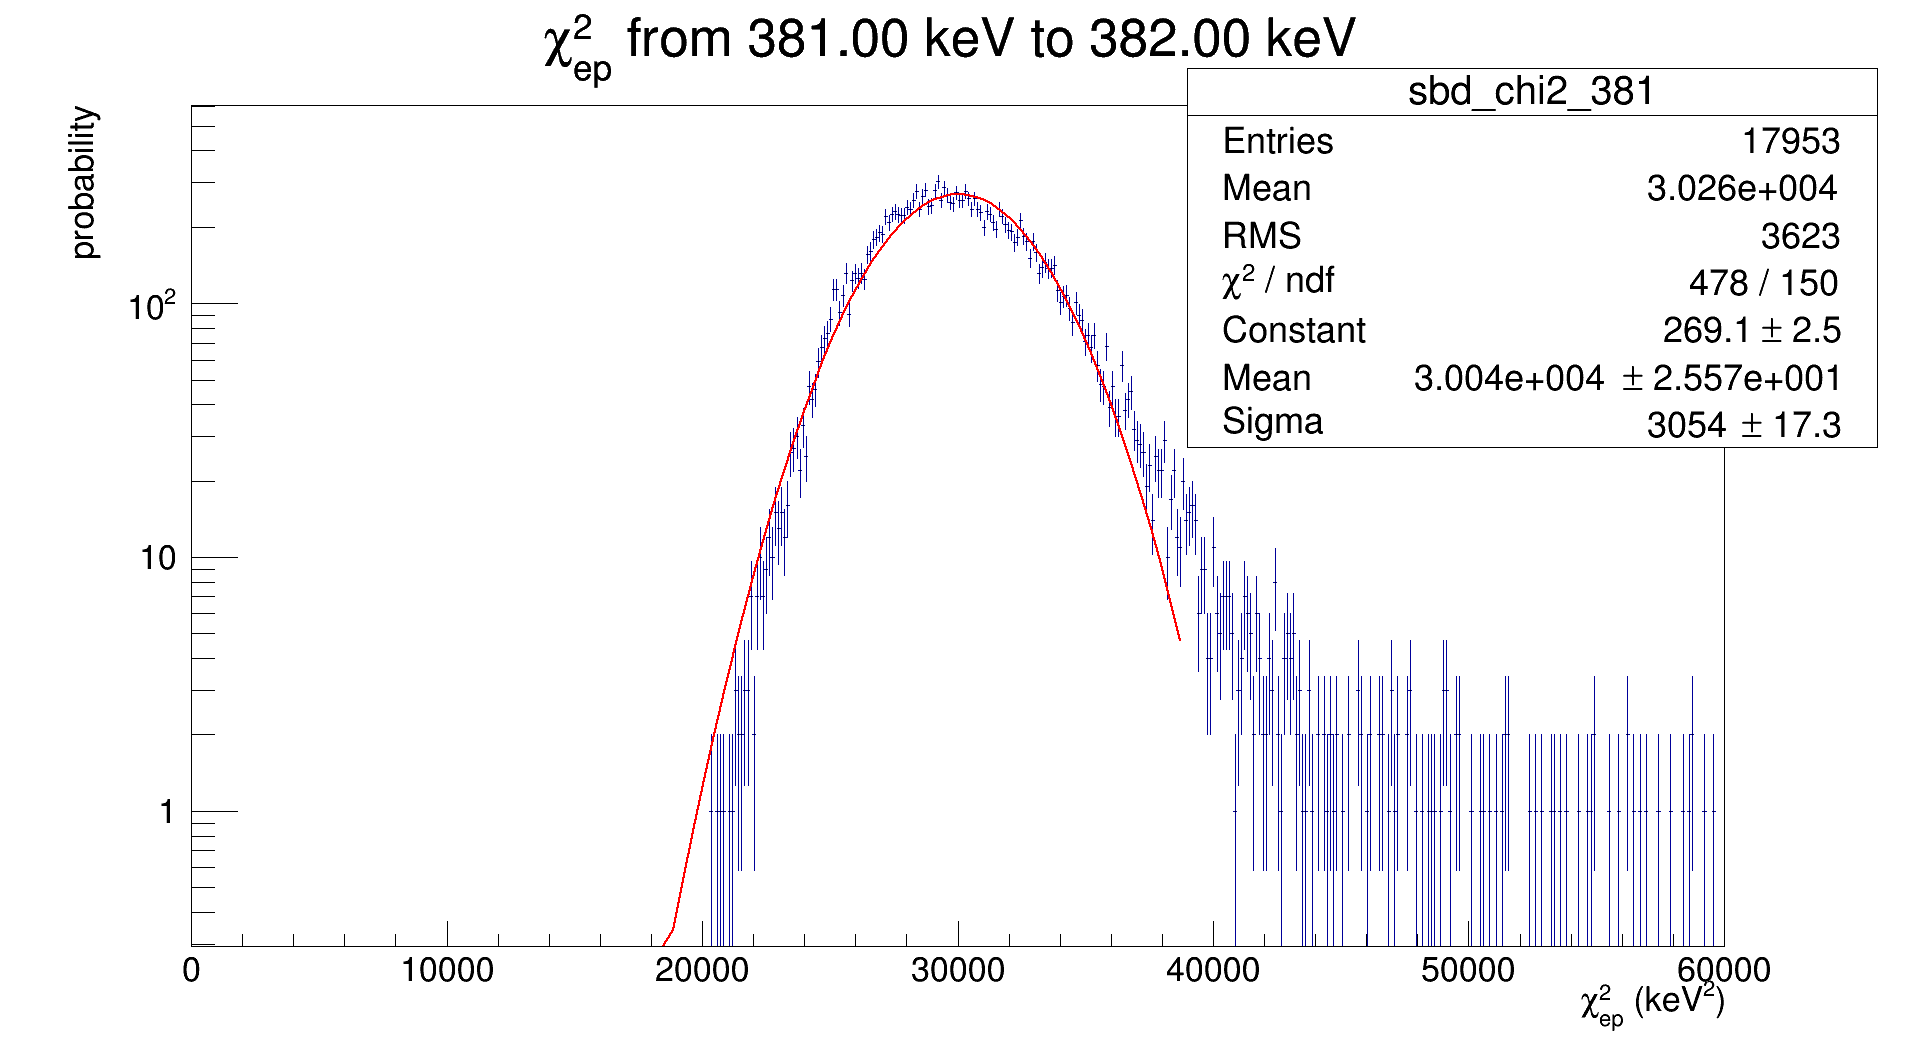 χ²ep from 381.00 keV to 382.00 keV
probability
sbd_chi2_381
Entries 17953
Mean 3.026e+004
RMS 3623
χ² / ndf 478 / 150
Constant 269.1 ± 2.5
Mean 3.004e+004 ± 2.557e+001
Sigma 3054 ± 17.3
10²
10
1
0 10000 20000 30000 40000 50000 60000
χ²ep (keV²)